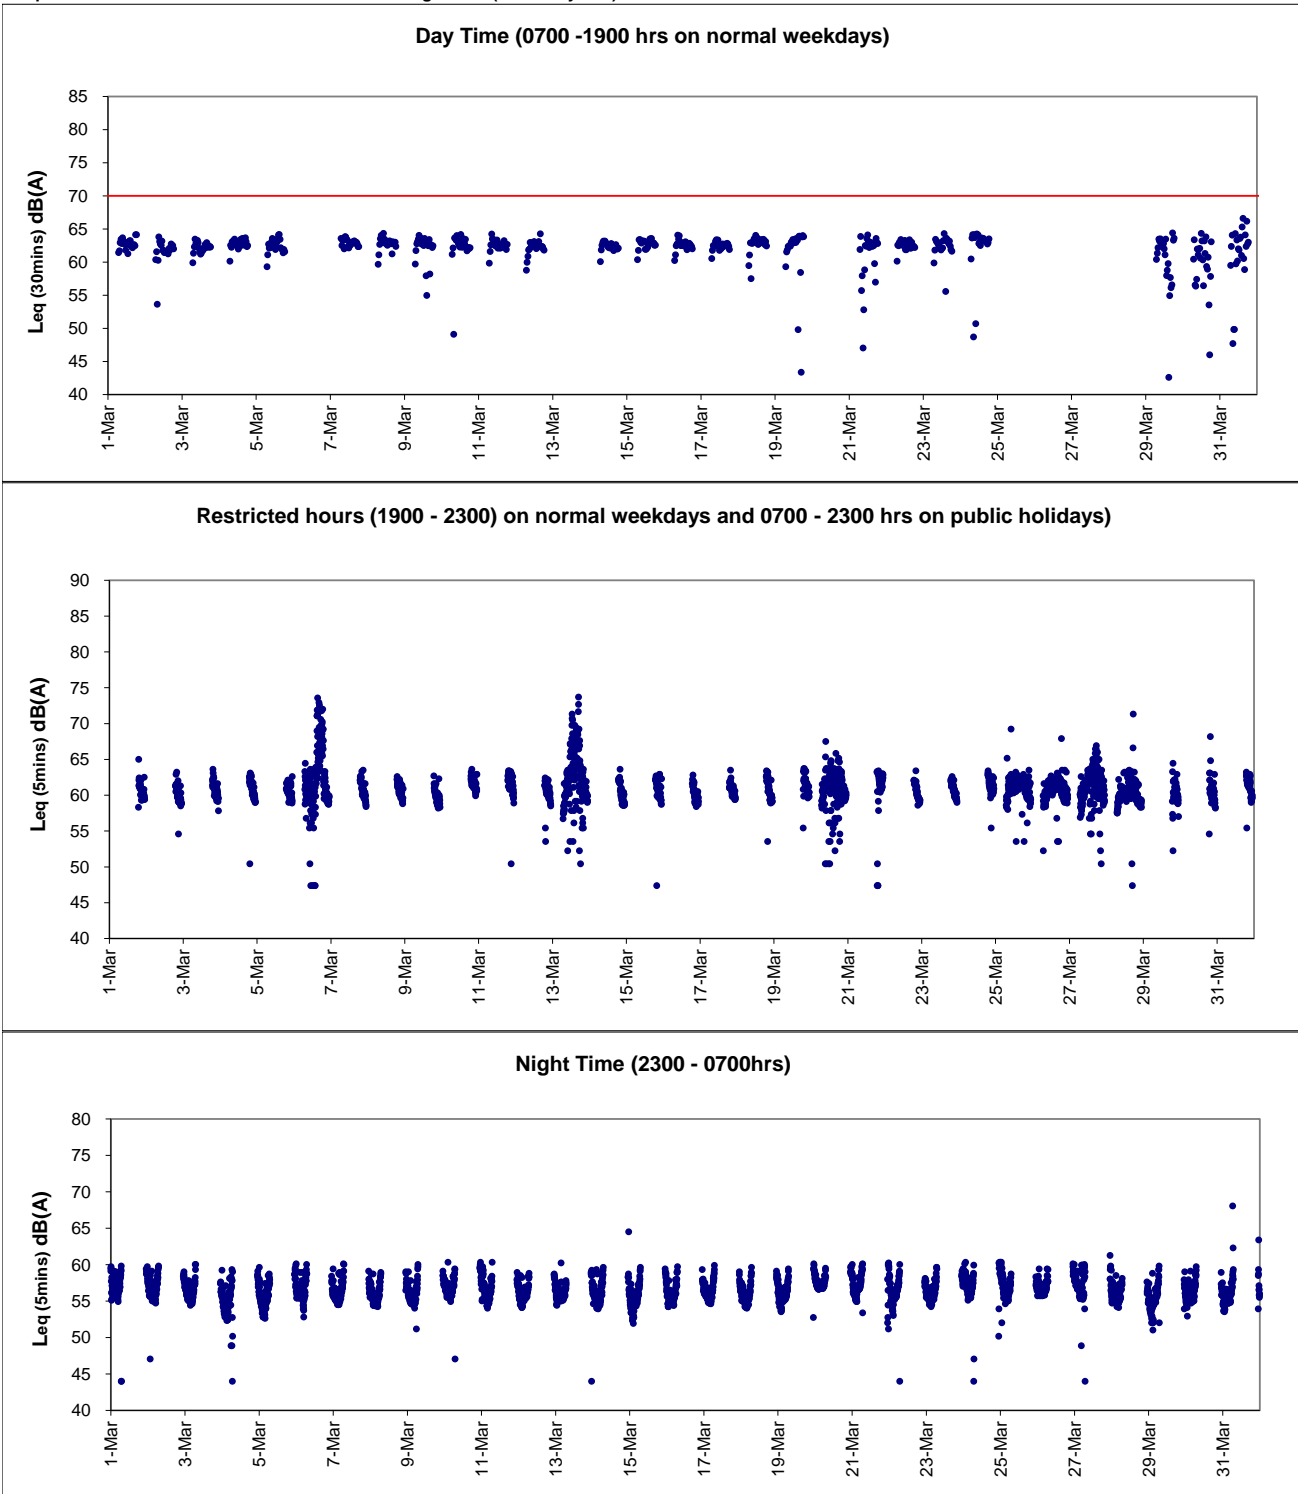 Day Time (0700 -1900 hrs on normal weekdays)
Leq (30mins) dB(A)
85
80
75
70
65
60
55
50
45
40
1-Mar
3-Mar
5-Mar
7-Mar
9-Mar
11-Mar
13-Mar
15-Mar
17-Mar
19-Mar
21-Mar
23-Mar
25-Mar
27-Mar
29-Mar
31-Mar
Restricted hours (1900 - 2300) on normal weekdays and 0700 - 2300 hrs on public holidays)
Leq (5mins) dB(A)
90
85
80
75
70
65
60
55
50
45
40
1-Mar
3-Mar
5-Mar
7-Mar
9-Mar
11-Mar
13-Mar
15-Mar
17-Mar
19-Mar
21-Mar
23-Mar
25-Mar
27-Mar
29-Mar
31-Mar
Night Time (2300 - 0700hrs)
Leq (5mins) dB(A)
80
75
70
65
60
55
50
45
40
1-Mar
3-Mar
5-Mar
7-Mar
9-Mar
11-Mar
13-Mar
15-Mar
17-Mar
19-Mar
21-Mar
23-Mar
25-Mar
27-Mar
29-Mar
31-Mar